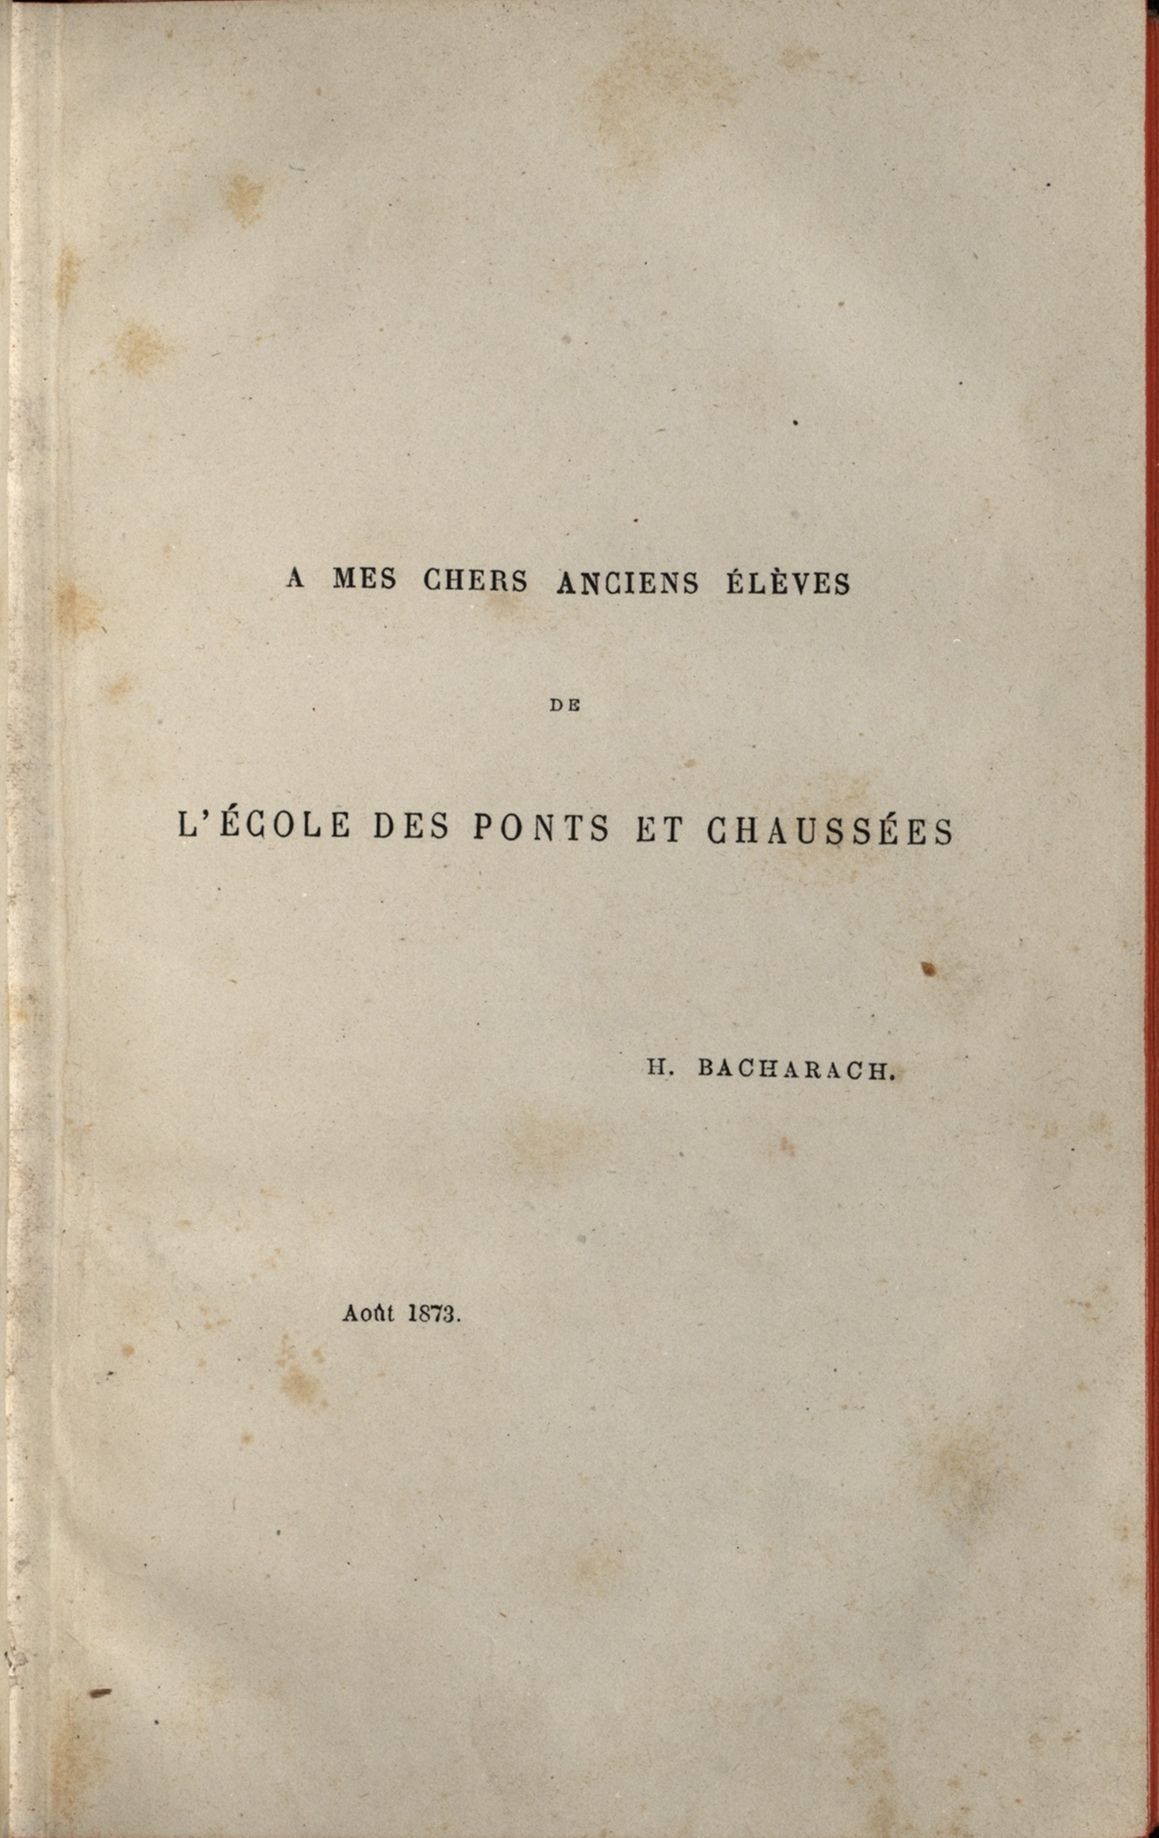 A MES CHERS ANCIENS ÉLÈVES
DE
L'ÉCOLE DES PONTS ET CHAUSSÉES
H. BACHARACH.
Août 1873.